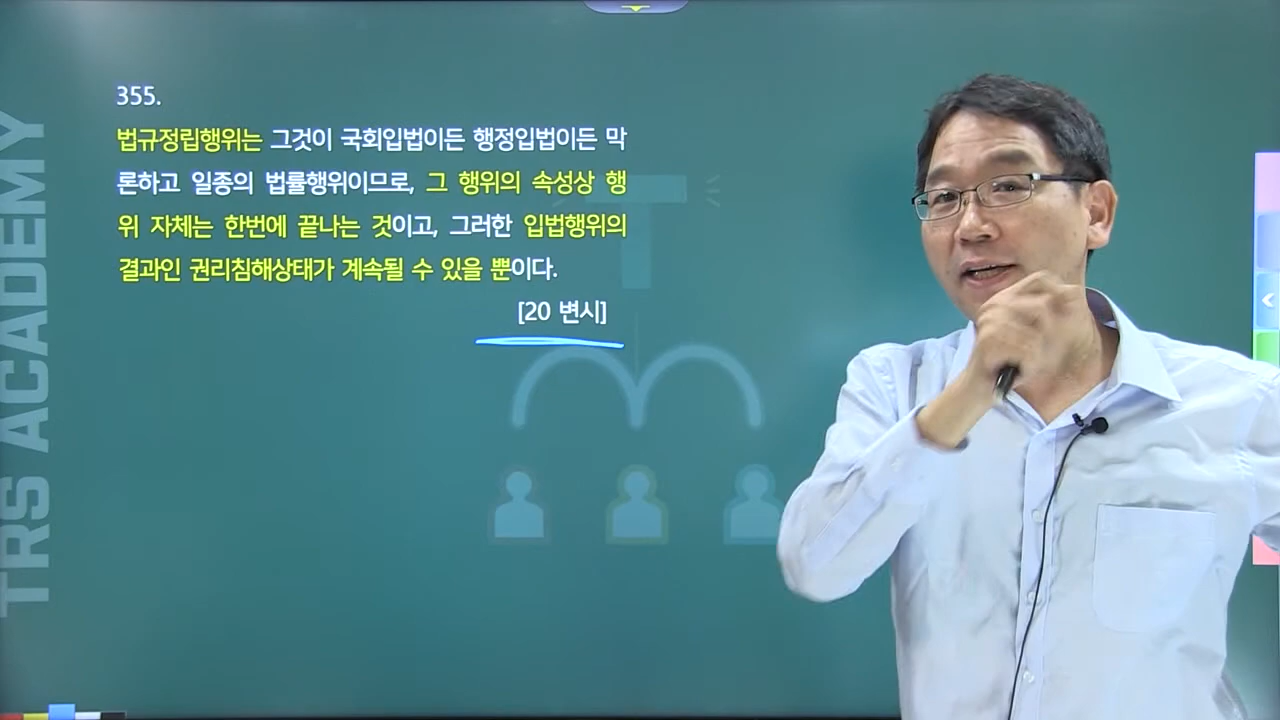 355.
법규정립행위는 그것이 국회입법이든 행정입법이든 막
론하고 일종의 법률행위이므로, 그 행위의 속성상 행
위 자체는 한번에 끝나는 것이고, 그러한 입법행위의
결과인 권리침해상태가 계속될 수 있을 뿐이다.
[20 변시]
TRS ACADEMY